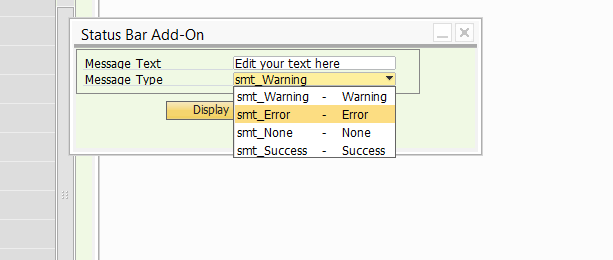 Status Bar Add-On
Message Text Edit your text here
Message Type smt_Warning
smt_Warning - Warning
Display smt_Error - Error
smt_None - None
smt_Success - Success